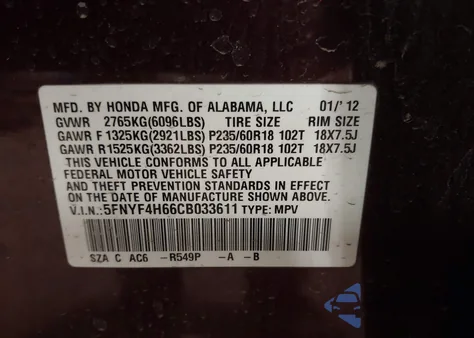 MFD. BY HONDA MFG. OF ALABAMA, LLC 01/'12
GVWR 2765KG(6096LBS) TIRE SIZE RIM SIZE
GAWR F 1325KG(2921LBS) P235/60R18 102T 18X7.5J
GAWR R1525KG(3362LBS) P235/60R18 102T 18X7.5J
THIS VEHICLE CONFORMS TO ALL APPLICABLE
FEDERAL MOTOR VEHICLE SAFETY
AND THEFT PREVENTION STANDARDS IN EFFECT
ON THE DATE OF MANUFACTURE SHOWN ABOVE.
V.I.N.:5FNYF4H66CB033611 TYPE: MPV
SZA C AC6 -R549P -A -B